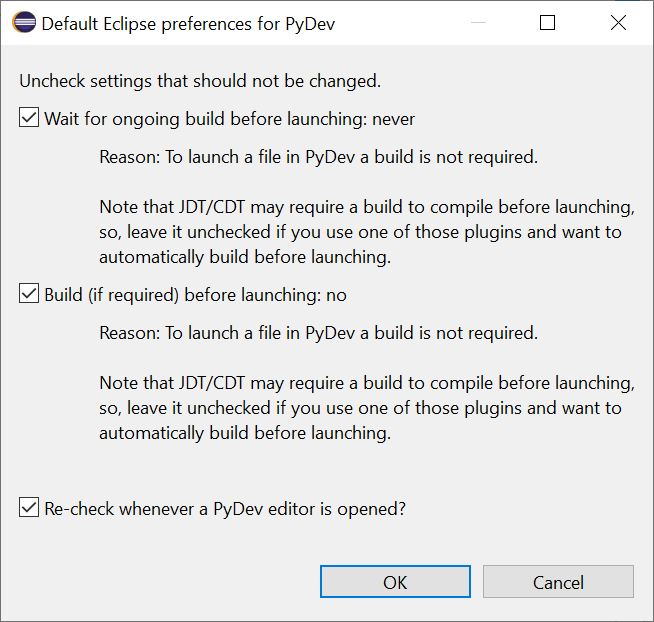 Default Eclipse preferences for PyDev
Uncheck settings that should not be changed.
Wait for ongoing build before launching: never
Reason: To launch a file in PyDev a build is not required.
Note that JDT/CDT may require a build to compile before launching,
so, leave it unchecked if you use one of those plugins and want to
automatically build before launching.
Build (if required) before launching: no
Reason: To launch a file in PyDev a build is not required.
Note that JDT/CDT may require a build to compile before launching,
so, leave it unchecked if you use one of those plugins and want to
automatically build before launching.
Re-check whenever a PyDev editor is opened?
OK
Cancel